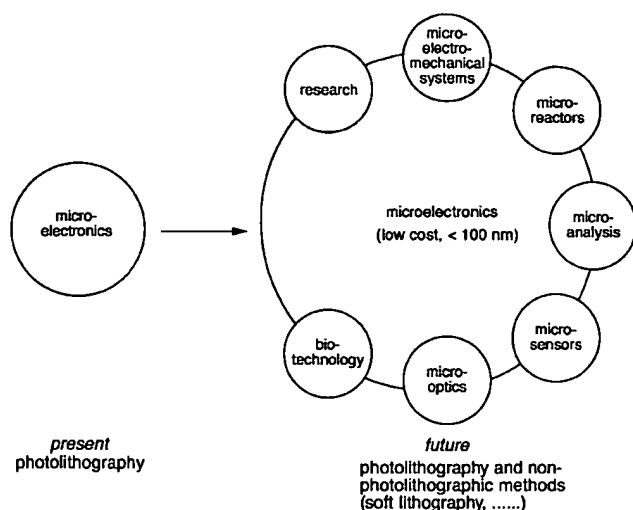 micro-
electronics
research
micro-
electro-
mechanical
systems
micro-
reactors
micro-
analysis
micro-
sensors
micro-
optics
bio-
technology
microelectronics
(low cost, < 100 nm)
present
photolithography
future
photolithography and non-
photolithographic methods
(soft lithography, ......)